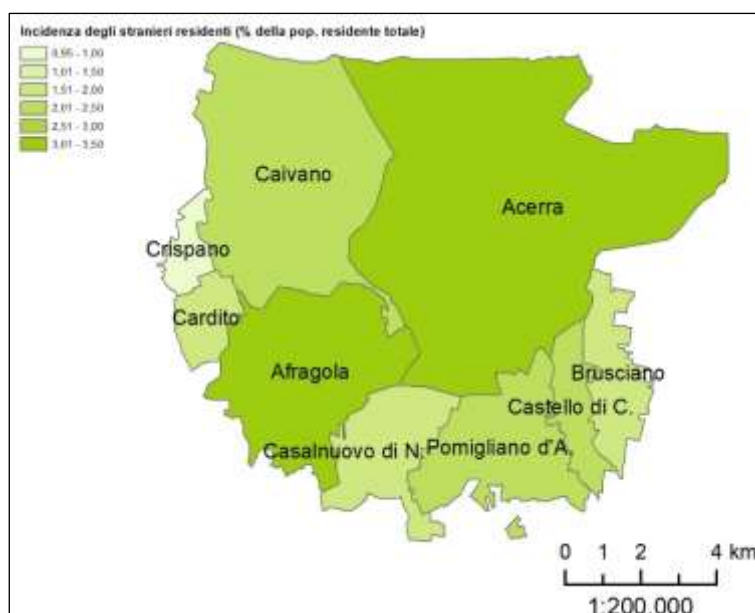 Incidenza degli stranieri residenti (% della pop. residente totale)
0,95 - 1,00
1,01 - 1,50
1,51 - 2,00
2,01 - 2,50
2,51 - 3,00
3,01 - 3,50
Caivano
Acerra
Crispano
Cardito
Afragola
Brusciano
Castello di C.
Casalnuovo di N.
Pomigliano d'A.
0 1 2 4 km
1:200.000